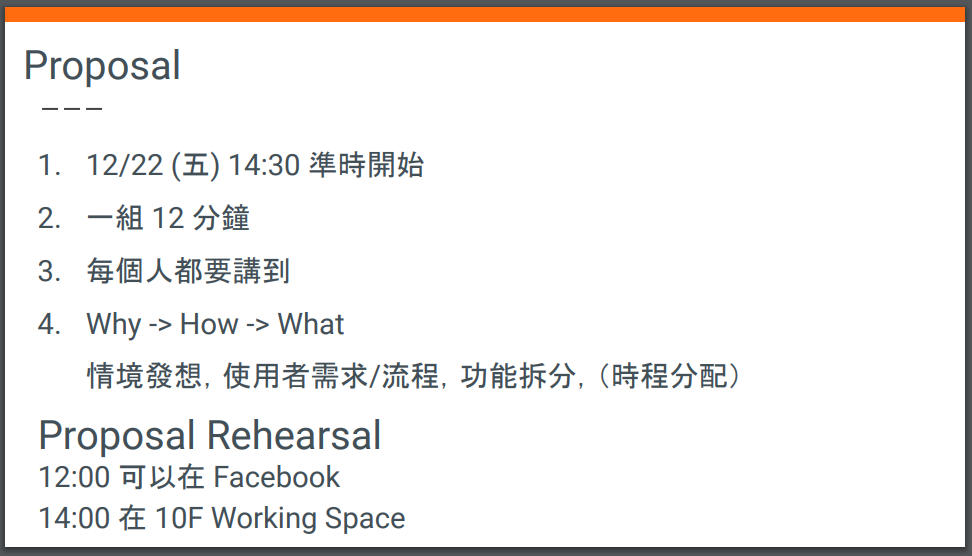 Proposal
———
1. 12/22 (五) 14:30 準時開始
2. 一組 12 分鐘
3. 每個人都要講到
4. Why -> How -> What
情境發想, 使用者需求/流程, 功能拆分,（時程分配）
Proposal Rehearsal
12:00 可以在 Facebook
14:00 在 10F Working Space